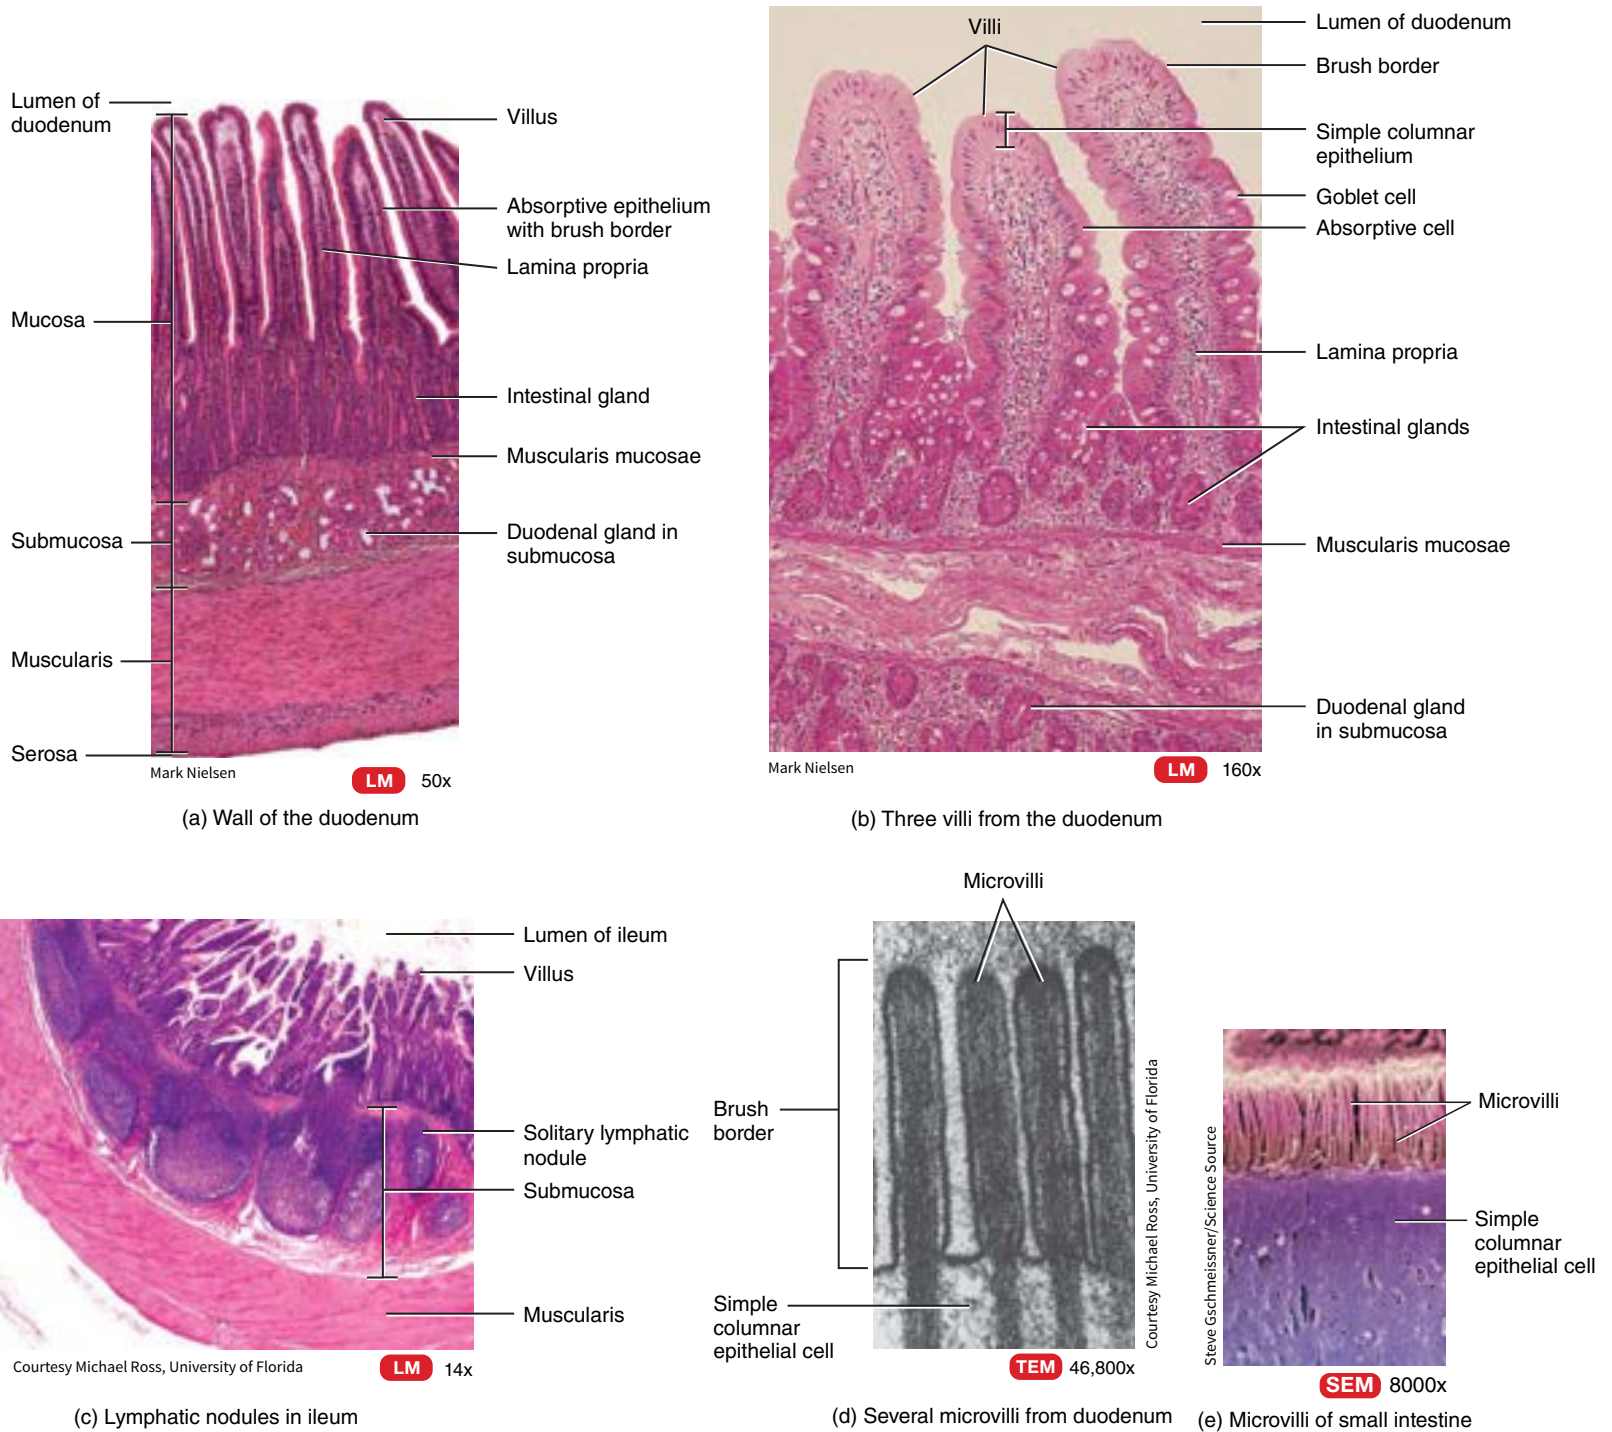 Lumen of
duodenum
Mucosa
Submucosa
Muscularis
Serosa
Villus
Absorptive epithelium
with brush border
Lamina propria
Intestinal gland
Muscularis mucosae
Duodenal gland in
submucosa
Mark Nielsen
LM 50x
(a) Wall of the duodenum
Villi
Lumen of duodenum
Brush border
Simple columnar
epithelium
Goblet cell
Absorptive cell
Lamina propria
Intestinal glands
Muscularis mucosae
Duodenal gland
in submucosa
Mark Nielsen
LM 160x
(b) Three villi from the duodenum
Lumen of ileum
Villus
Solitary lymphatic
nodule
Submucosa
Muscularis
Courtesy Michael Ross, University of Florida
LM 14x
(c) Lymphatic nodules in ileum
Microvilli
Brush
border
Simple
columnar
epithelial cell
Courtesy Michael Ross, University of Florida
TEM 46,800x
(d) Several microvilli from duodenum
Steve Gschmeissner/Science Source
Microvilli
Simple
columnar
epithelial cell
SEM 8000x
(e) Microvilli of small intestine